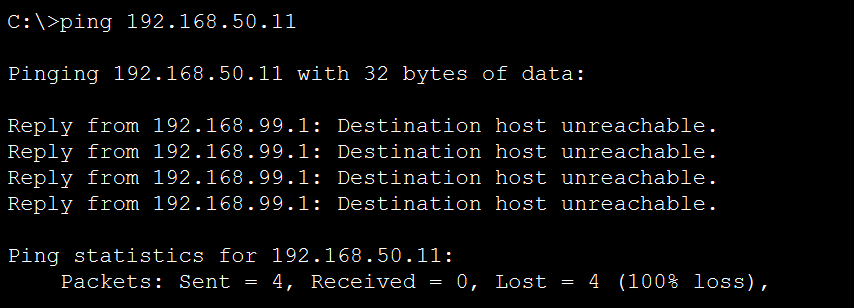 C:\>ping 192.168.50.11
Pinging 192.168.50.11 with 32 bytes of data:
Reply from 192.168.99.1: Destination host unreachable.
Reply from 192.168.99.1: Destination host unreachable.
Reply from 192.168.99.1: Destination host unreachable.
Reply from 192.168.99.1: Destination host unreachable.
Ping statistics for 192.168.50.11:
    Packets: Sent = 4, Received = 0, Lost = 4 (100% loss),